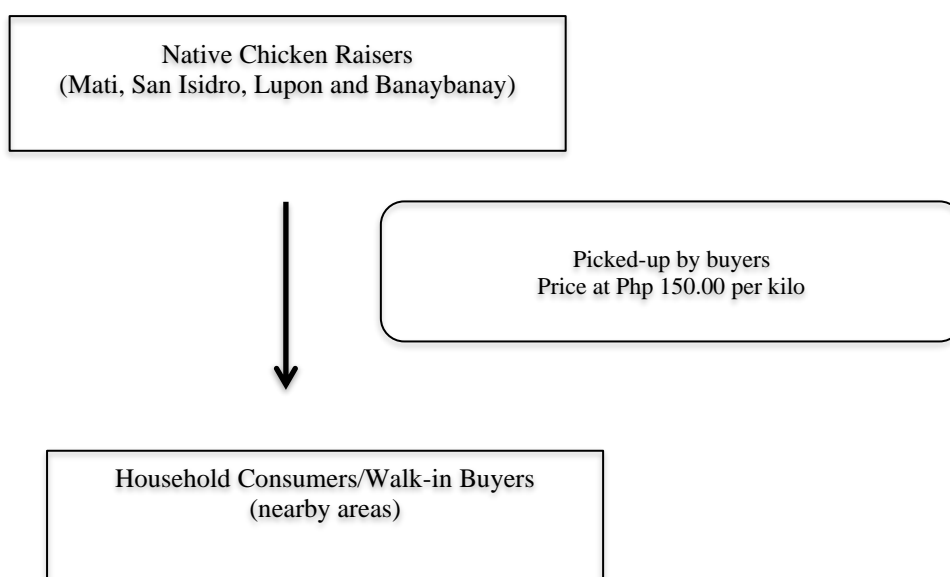 Native Chicken Raisers
(Mati, San Isidro, Lupon and Banaybanay)
Picked-up by buyers
Price at Php 150.00 per kilo
Household Consumers/Walk-in Buyers
(nearby areas)